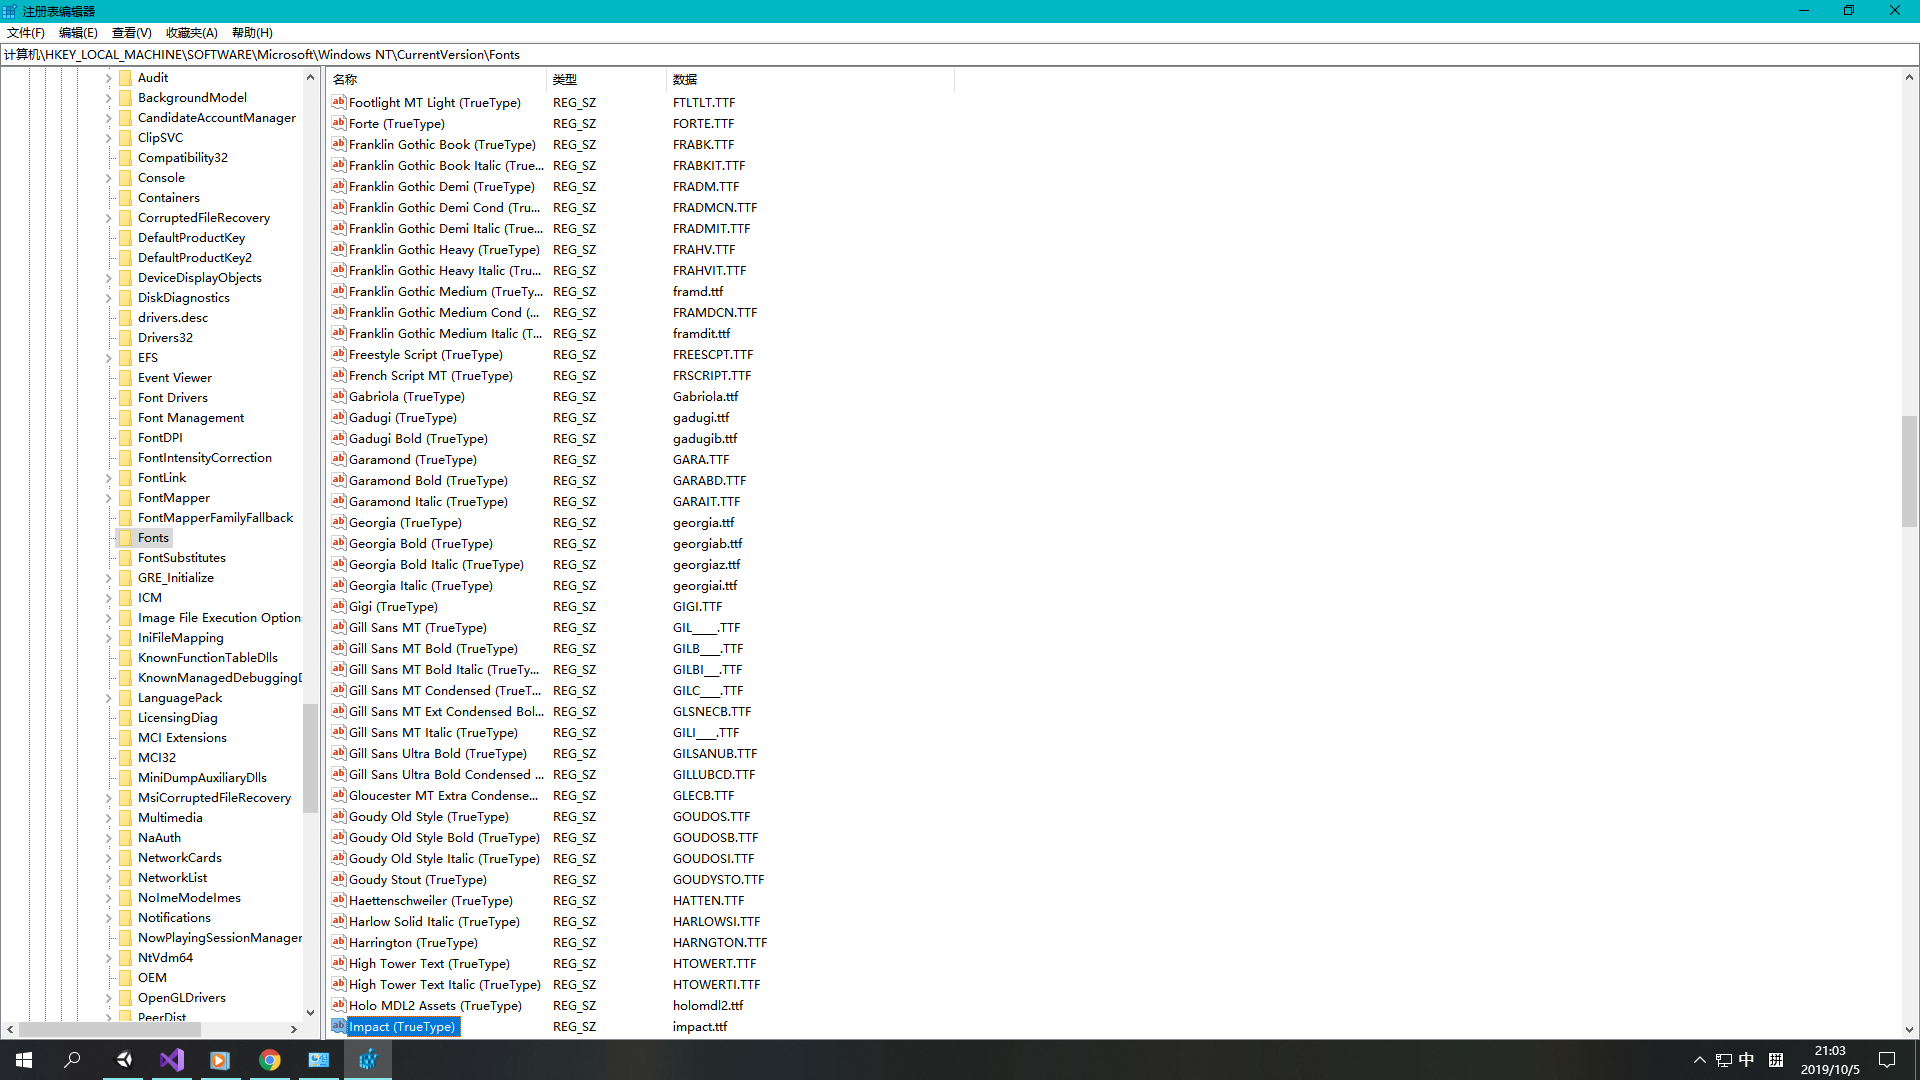 注册表编辑器
文件(F) 编辑(E) 查看(V) 收藏夹(A) 帮助(H)
计算机\HKEY_LOCAL_MACHINE\SOFTWARE\Microsoft\Windows NT\CurrentVersion\Fonts
Audit
BackgroundModel
CandidateAccountManager
ClipSVC
Compatibility32
Console
Containers
CorruptedFileRecovery
DefaultProductKey
DefaultProductKey2
DeviceDisplayObjects
DiskDiagnostics
drivers.desc
Drivers32
EFS
Event Viewer
Font Drivers
Font Management
FontDPI
FontIntensityCorrection
FontLink
FontMapper
FontMapperFamilyFallback
Fonts
FontSubstitutes
GRE_Initialize
ICM
Image File Execution Option
IniFileMapping
KnownFunctionTableDlls
KnownManagedDebuggingD
LanguagePack
LicensingDiag
MCI Extensions
MCI32
MiniDumpAuxiliaryDlls
MsiCorruptedFileRecovery
Multimedia
NaAuth
NetworkCards
NetworkList
NoImeModeImes
Notifications
NowPlayingSessionManager
NtVdm64
OEM
OpenGLDrivers
PeerDist
名称 类型 数据
Footlight MT Light (TrueType) REG_SZ FTLTLT.TTF
Forte (TrueType) REG_SZ FORTE.TTF
Franklin Gothic Book (TrueType) REG_SZ FRABK.TTF
Franklin Gothic Book Italic (True... REG_SZ FRABKIT.TTF
Franklin Gothic Demi (TrueType) REG_SZ FRADM.TTF
Franklin Gothic Demi Cond (Tru... REG_SZ FRADMCN.TTF
Franklin Gothic Demi Italic (True... REG_SZ FRADMIT.TTF
Franklin Gothic Heavy (TrueType) REG_SZ FRAHV.TTF
Franklin Gothic Heavy Italic (Tru... REG_SZ FRAHVIT.TTF
Franklin Gothic Medium (TrueTy... REG_SZ framd.ttf
Franklin Gothic Medium Cond (... REG_SZ FRAMDCN.TTF
Franklin Gothic Medium Italic (T... REG_SZ framdit.ttf
Freestyle Script (TrueType) REG_SZ FREESCPT.TTF
French Script MT (TrueType) REG_SZ FRSCRIPT.TTF
Gabriola (TrueType) REG_SZ Gabriola.ttf
Gadugi (TrueType) REG_SZ gadugi.ttf
Gadugi Bold (TrueType) REG_SZ gadugib.ttf
Garamond (TrueType) REG_SZ GARA.TTF
Garamond Bold (TrueType) REG_SZ GARABD.TTF
Garamond Italic (TrueType) REG_SZ GARAIT.TTF
Georgia (TrueType) REG_SZ georgia.ttf
Georgia Bold (TrueType) REG_SZ georgiab.ttf
Georgia Bold Italic (TrueType) REG_SZ georgiaz.ttf
Georgia Italic (TrueType) REG_SZ georgiai.ttf
Gigi (TrueType) REG_SZ GIGI.TTF
Gill Sans MT (TrueType) REG_SZ GIL_____.TTF
Gill Sans MT Bold (TrueType) REG_SZ GILB____.TTF
Gill Sans MT Bold Italic (TrueTy... REG_SZ GILBI___.TTF
Gill Sans MT Condensed (TrueT... REG_SZ GILC____.TTF
Gill Sans MT Ext Condensed Bol... REG_SZ GLSNECB.TTF
Gill Sans MT Italic (TrueType) REG_SZ GILI____.TTF
Gill Sans Ultra Bold (TrueType) REG_SZ GILSANUB.TTF
Gill Sans Ultra Bold Condensed ... REG_SZ GILLUBCD.TTF
Gloucester MT Extra Condense... REG_SZ GLECB.TTF
Goudy Old Style (TrueType) REG_SZ GOUDOS.TTF
Goudy Old Style Bold (TrueType) REG_SZ GOUDOSB.TTF
Goudy Old Style Italic (TrueType) REG_SZ GOUDOSI.TTF
Goudy Stout (TrueType) REG_SZ GOUDYSTO.TTF
Haettenschweiler (TrueType) REG_SZ HATTEN.TTF
Harlow Solid Italic (TrueType) REG_SZ HARLOWSI.TTF
Harrington (TrueType) REG_SZ HARNGTON.TTF
High Tower Text (TrueType) REG_SZ HTOWERT.TTF
High Tower Text Italic (TrueType) REG_SZ HTOWERTI.TTF
Holo MDL2 Assets (TrueType) REG_SZ holomdl2.ttf
Impact (TrueType) REG_SZ impact.ttf
中 拼 21:03
2019/10/5